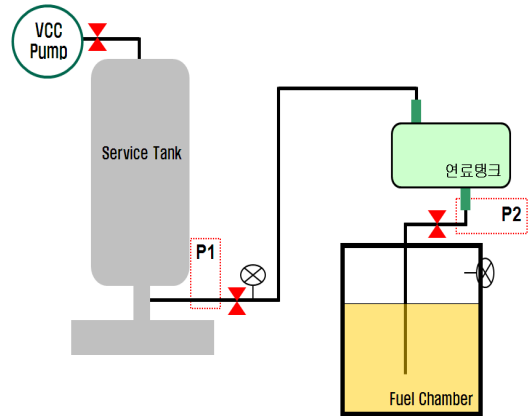 VCC
Pump
Service Tank
연료탱크
P1
P2
Fuel Chamber